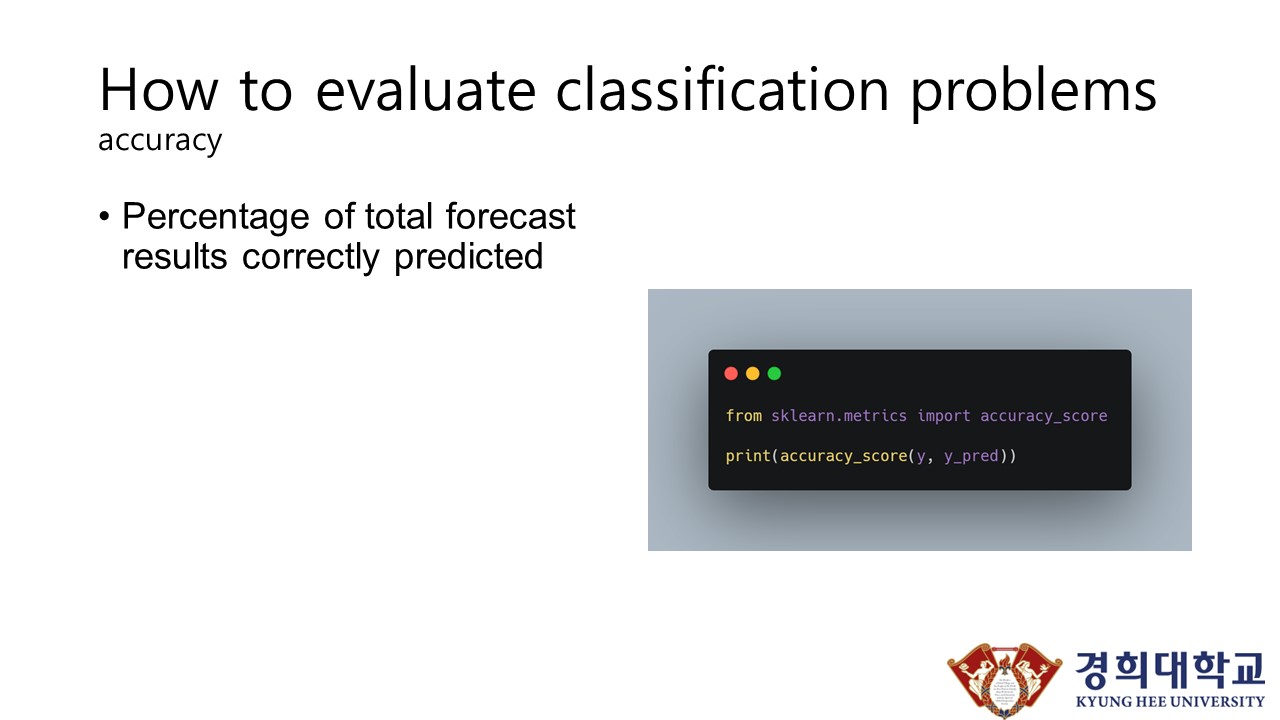 How to evaluate classification problems
accuracy
• Percentage of total forecast
results correctly predicted
from sklearn.metrics import accuracy_score
print(accuracy_score(y, y_pred))
경희대학교
KYUNG HEE UNIVERSITY